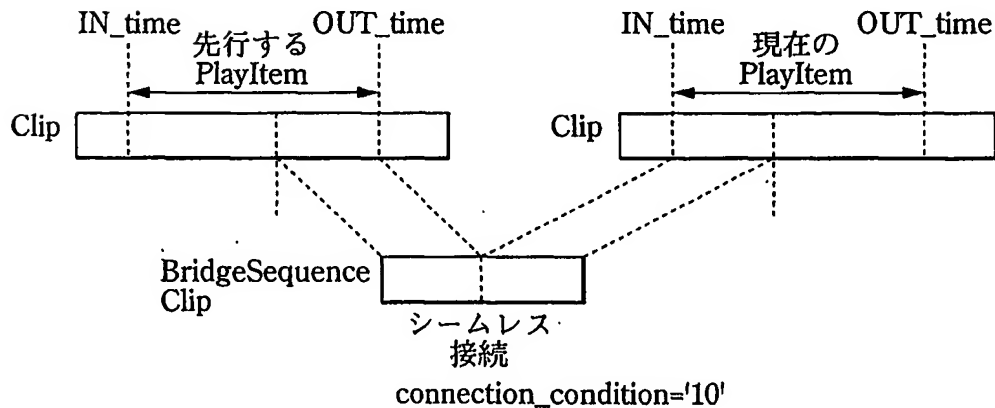 IN_time
OUT_time
先行する
PlayItem
Clip
IN_time
OUT_time
現在の
PlayItem
Clip
BridgeSequence
Clip
シームレス
接続
connection_condition='10'